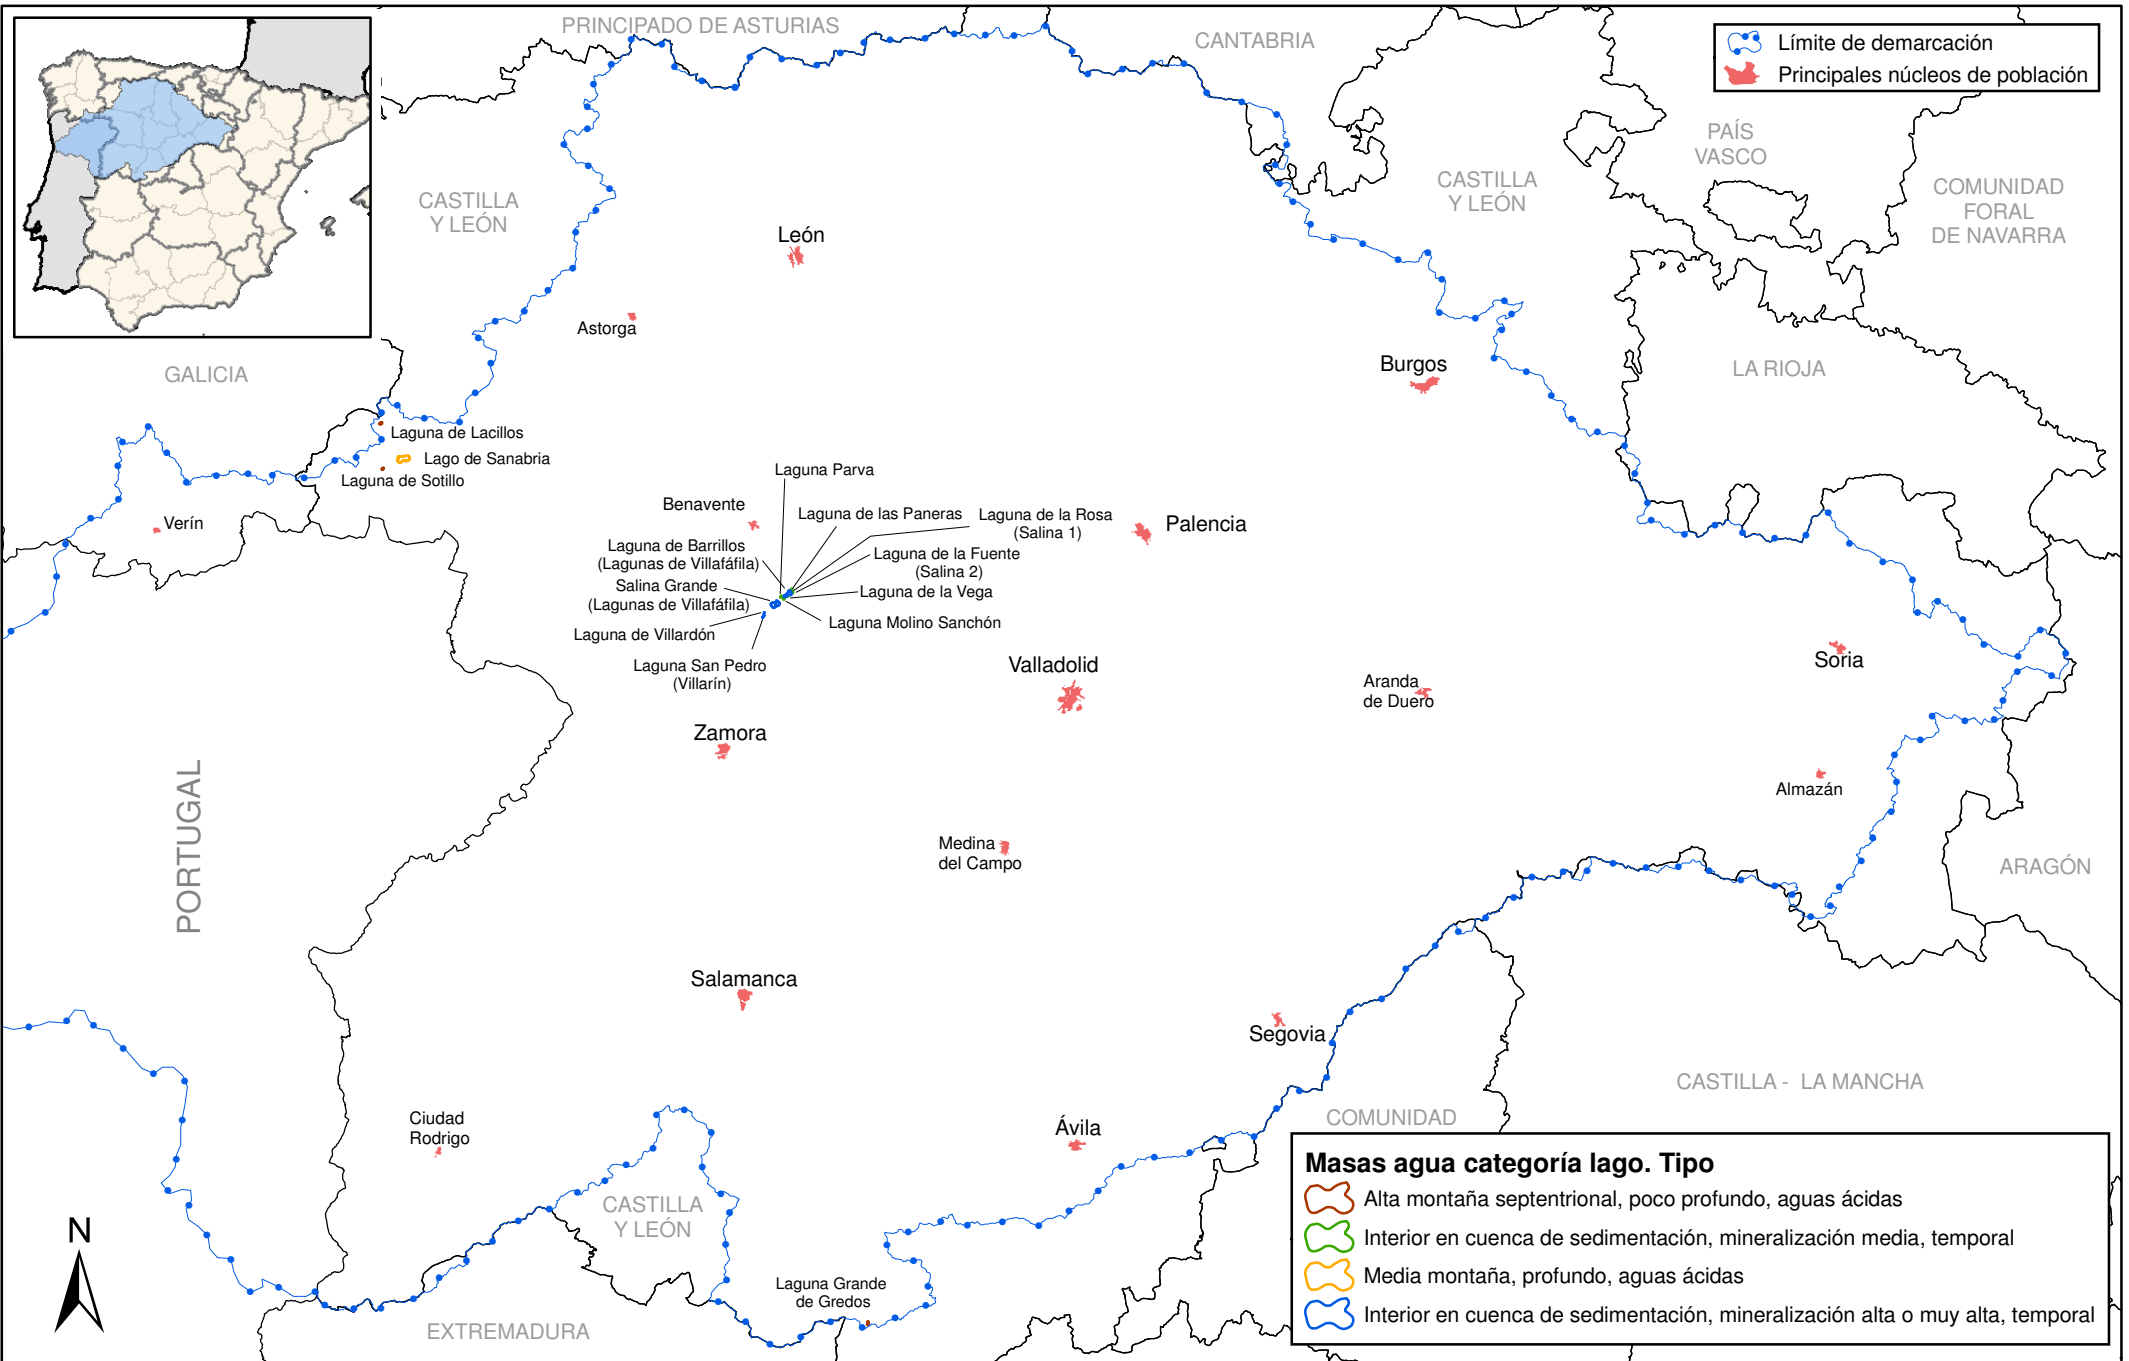 PRINCIPADO DE ASTURIAS
CANTABRIA
Límite de demarcación
Principales núcleos de población
PAÍS
VASCO
CASTILLA
Y LEÓN
CASTILLA
Y LEÓN
COMUNIDAD
FORAL
DE NAVARRA
León
Astorga
GALICIA
Burgos
LA RIOJA
Laguna de Lacillos
Lago de Sanabria
Laguna de Sotillo
Verín
Laguna Parva
Benavente
Laguna de las Paneras
Laguna de la Rosa
(Salina 1)
Palencia
Laguna de Barrillos
(Lagunas de Villafáfila)
Laguna de la Fuente
(Salina 2)
Salina Grande
(Lagunas de Villafáfila)
Laguna de la Vega
Laguna Molino Sanchón
Laguna de Villardón
Laguna San Pedro
(Villarín)
Valladolid
Soria
Aranda
de Duero
Zamora
PORTUGAL
Almazán
Medina
del Campo
ARAGÓN
Salamanca
Segovia
CASTILLA - LA MANCHA
COMUNIDAD
Ciudad
Rodrigo
Ávila
CASTILLA
Y LEÓN
N
Laguna Grande
de Gredos
EXTREMADURA
Masas agua categoría lago. Tipo
Alta montaña septentrional, poco profundo, aguas ácidas
Interior en cuenca de sedimentación, mineralización media, temporal
Media montaña, profundo, aguas ácidas
Interior en cuenca de sedimentación, mineralización alta o muy alta, temporal